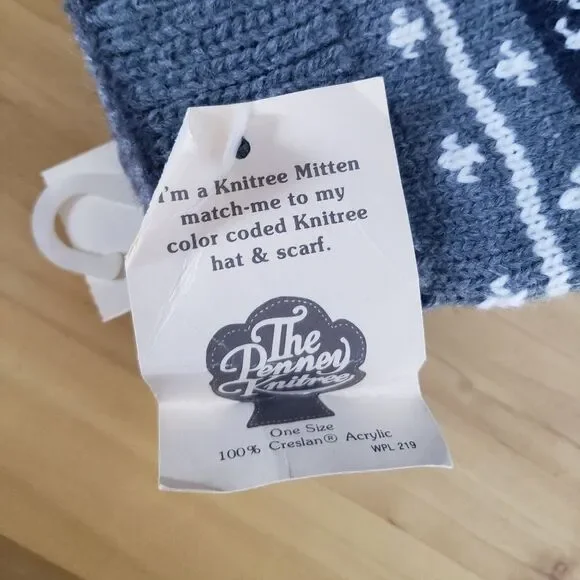 I'm a Knitree Mitten
match-me to my
color coded Knitree
hat & scarf.
The
Penney
Knitree
One Size
100% Creslan® Acrylic
WPL 219